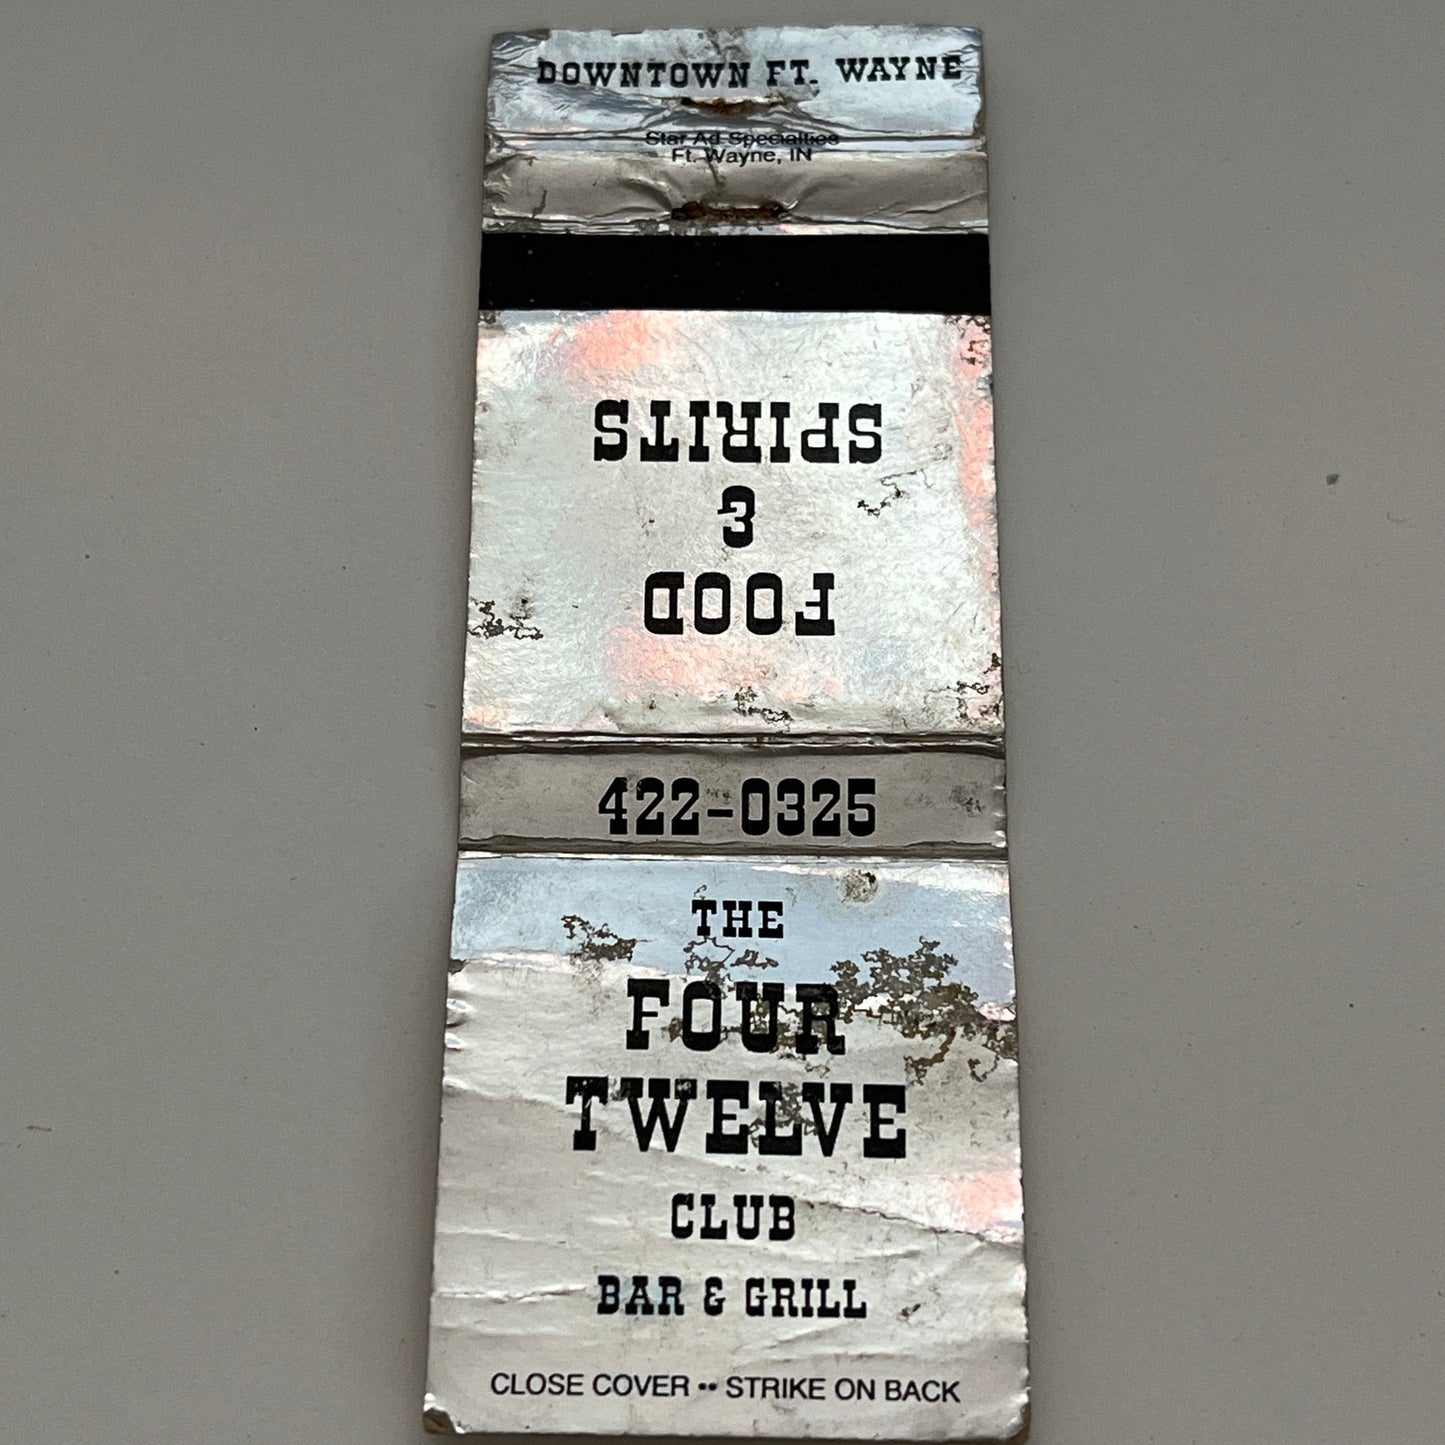 DOWNTOWN FT. WAYNE
Star Ad Specialties
Ft. Wayne, IN
FOOD
&
SPIRITS
422-0325
THE
FOUR
TWELVE
CLUB
BAR & GRILL
CLOSE COVER •• STRIKE ON BACK